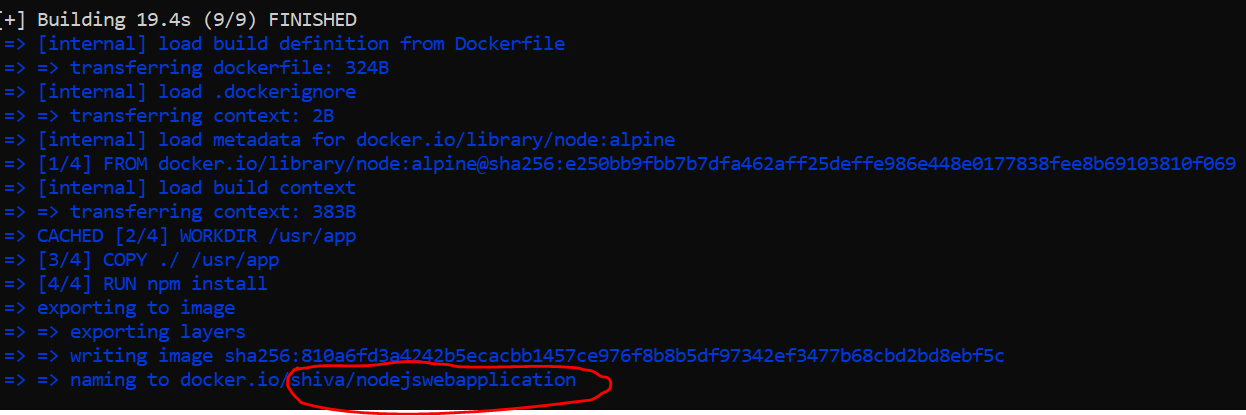 [+] Building 19.4s (9/9) FINISHED
=> [internal] load build definition from Dockerfile
=> => transferring dockerfile: 324B
=> [internal] load .dockerignore
=> => transferring context: 2B
=> [internal] load metadata for docker.io/library/node:alpine
=> [1/4] FROM docker.io/library/node:alpine@sha256:e250bb9fbb7b7dfa462aff25deffe986e448e0177838fee8b69103810f069
=> [internal] load build context
=> => transferring context: 383B
=> CACHED [2/4] WORKDIR /usr/app
=> [3/4] COPY ./ /usr/app
=> [4/4] RUN npm install
=> exporting to image
=> => exporting layers
=> => writing image sha256:810a6fd3a4242b5ecacbb1457ce976f8b8b5df97342ef3477b68cbd2bd8ebf5c
=> => naming to docker.io/shiva/nodejswebapplication